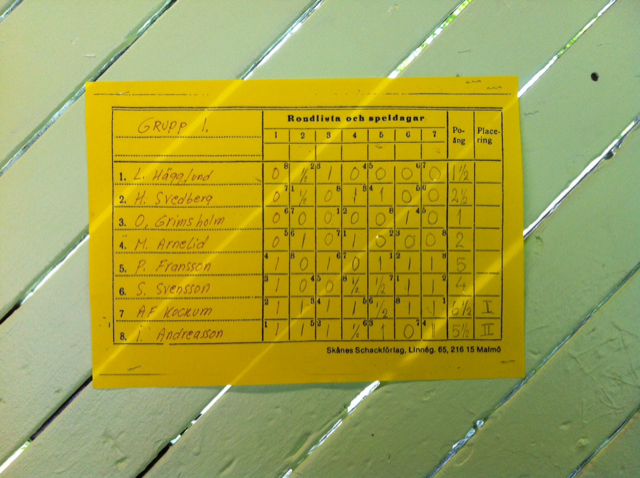 GRUPP 1.
Rondlista och speldagar
Po-äng
Place-ring
1 2 3 4 5 6 7
1. L. Hägglund 0 ½ 1 0 0 0 0 1½
2. H. Svedberg 0 ½ 0 1 1 0 0 2½
3. O, Grimsholm 0 0 0 0 0 1 0 1
4. M. Arnelid 0 1 0 1 0 0 0 2
5. P. Fransson 1 0 1 0 1 1 1 5
6. S. Svensson 1 0 0 ½ ½ 1 1 4
7 AF Kockum 1 1 1 1 ½ 1 1 6½ I
8. I. Andreasson 1 1 1 ½ 1 0 1 5½ II
Skånes Schackförlag, Linnég. 65, 216 15 Malmö